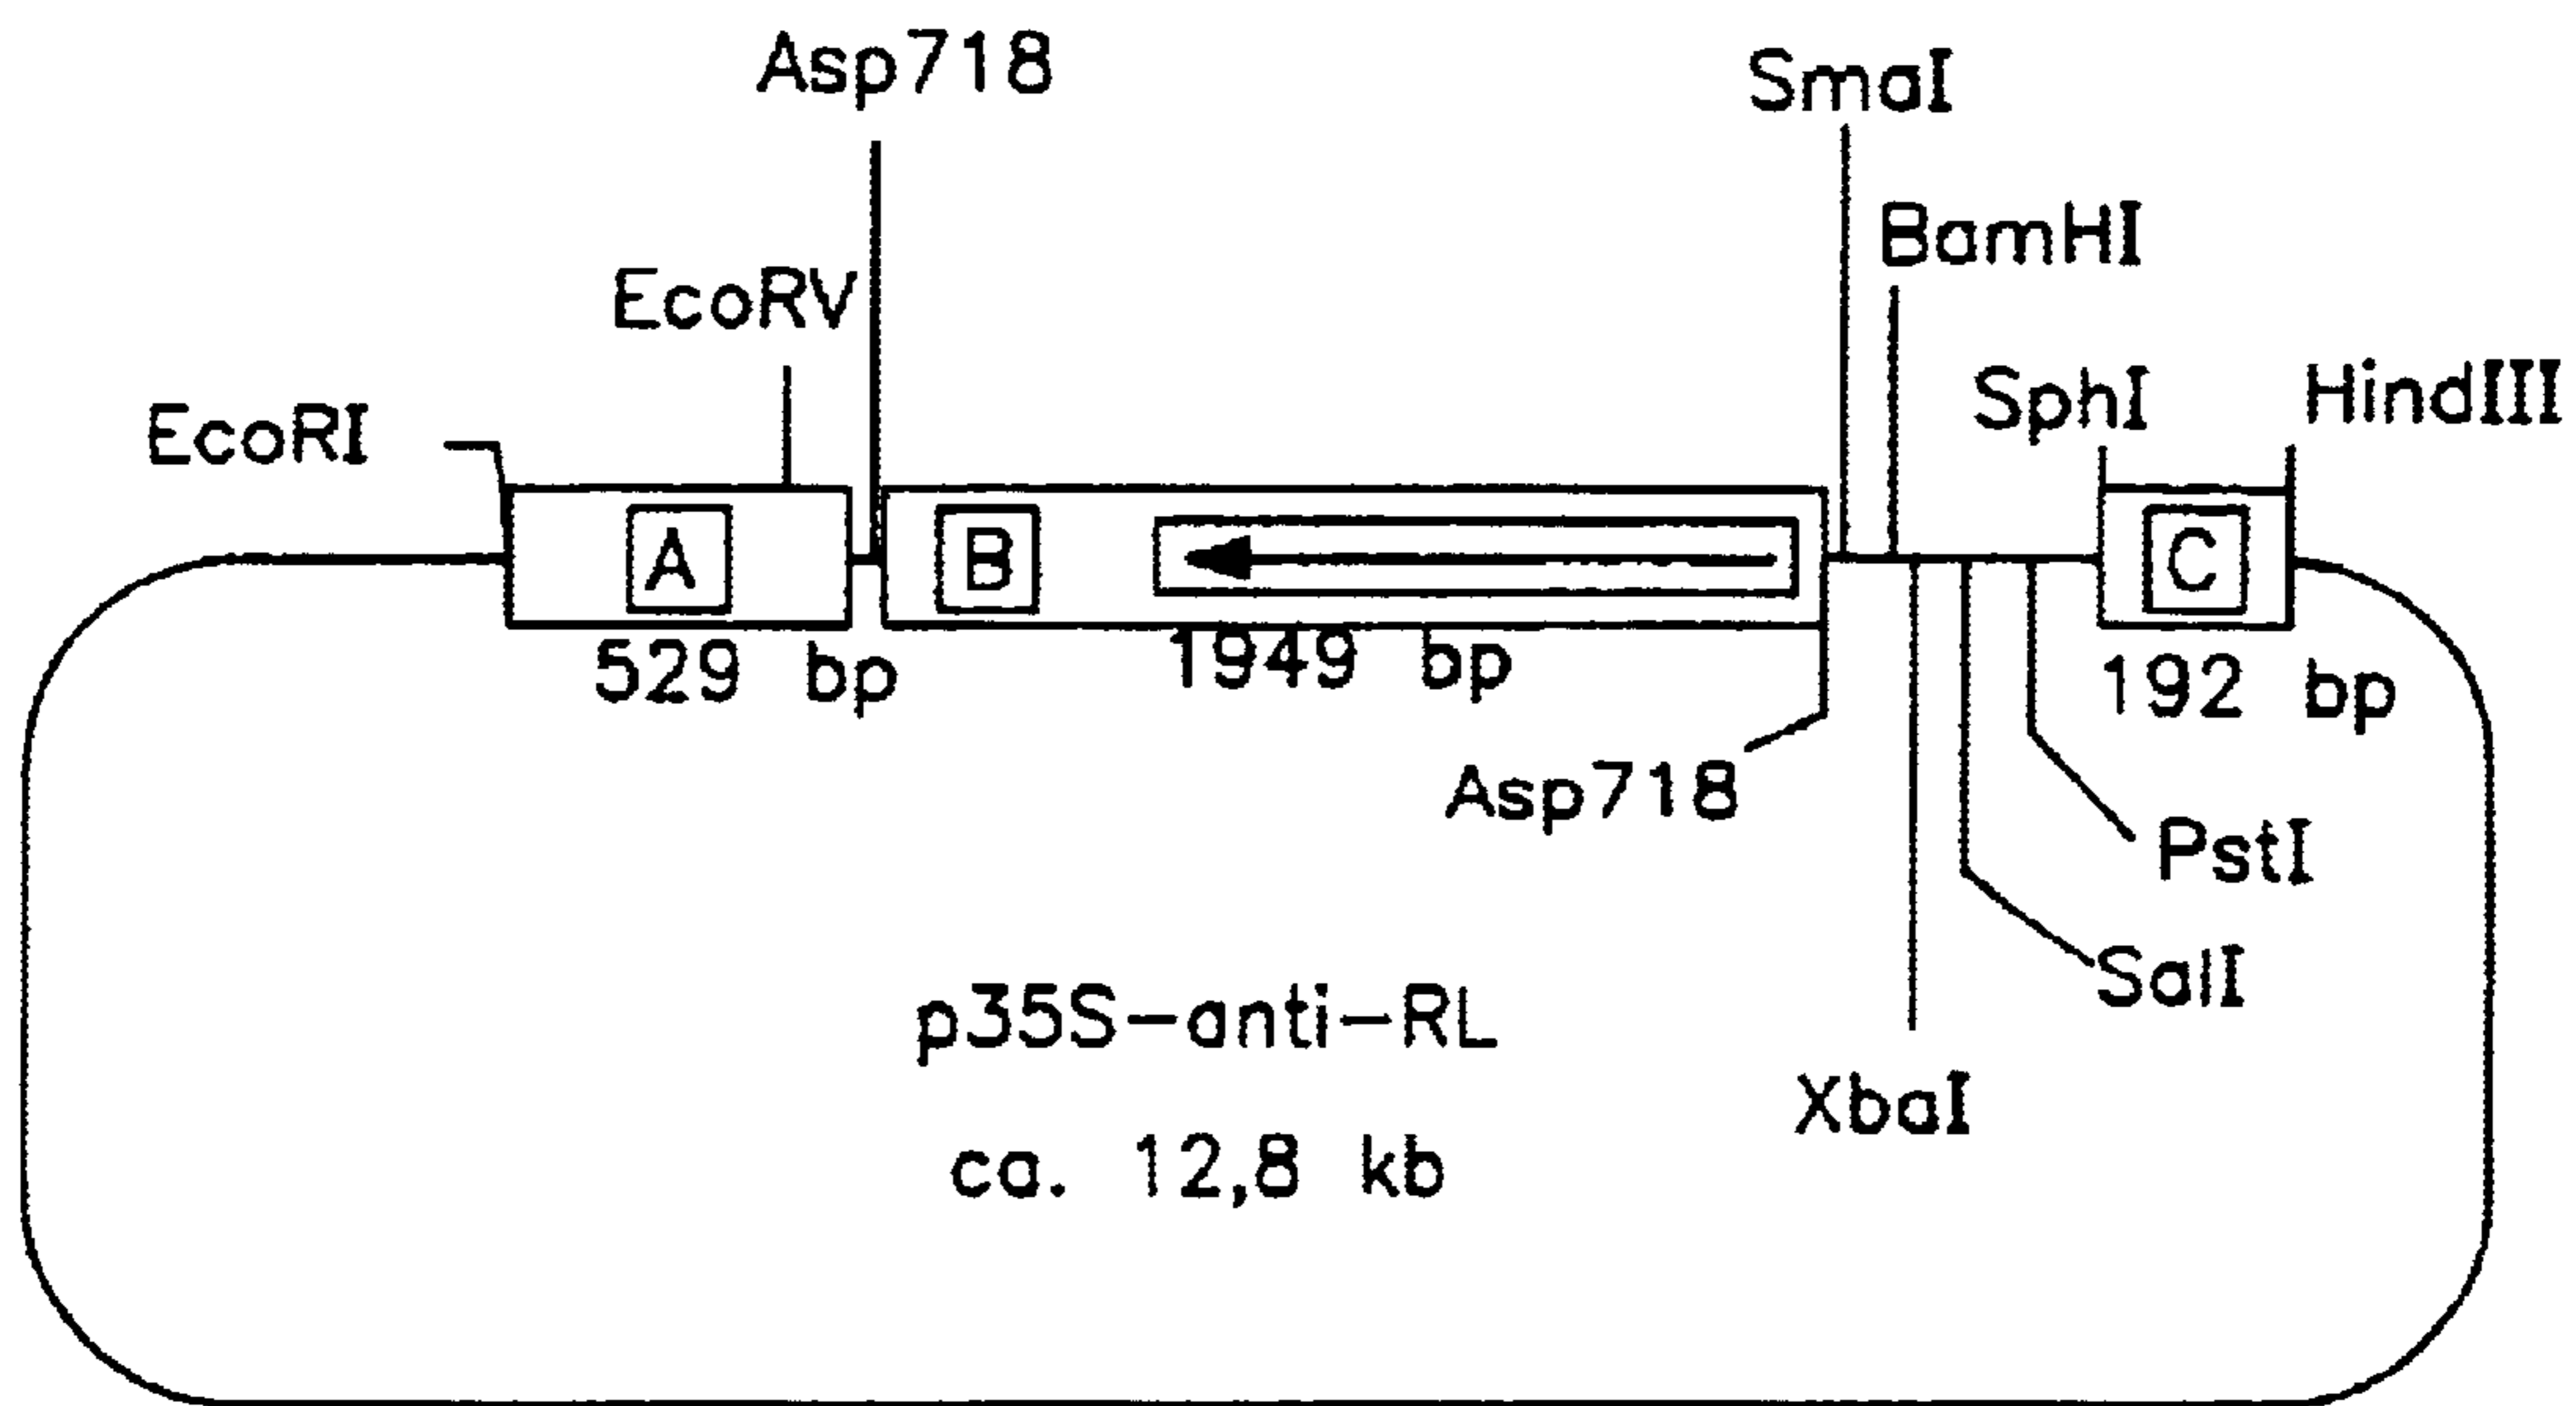 Asp718
SmaI
BamHI
EcoRV
SphI
HindIII
EcoRI
A
B
C
529 bp
1949 bp
192 bp
Asp718
PstI
SalI
p35S-anti-RL
XbaI
ca. 12,8 kb